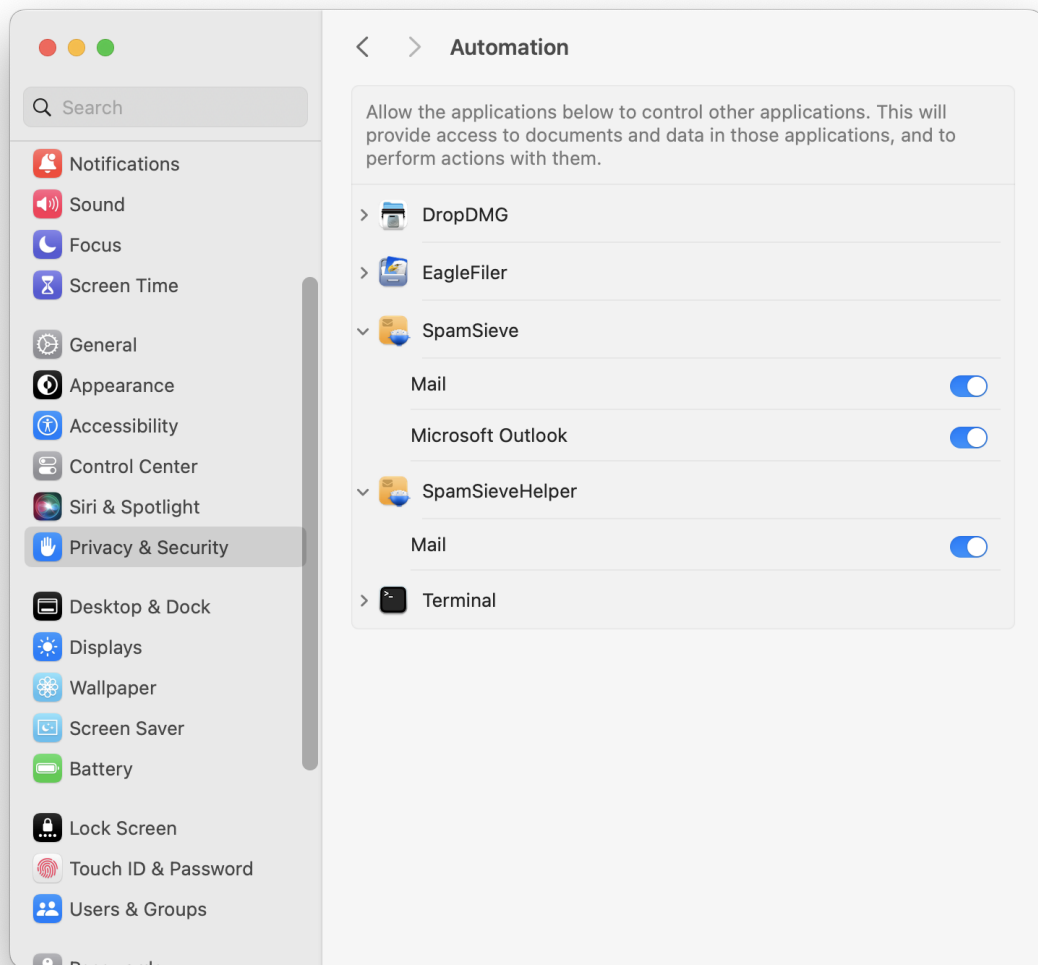 Search
Notifications
Sound
Focus
Screen Time
General
Appearance
Accessibility
Control Center
Siri & Spotlight
Privacy & Security
Desktop & Dock
Displays
Wallpaper
Screen Saver
Battery
Lock Screen
Touch ID & Password
Users & Groups
Automation
Allow the applications below to control other applications. This will
provide access to documents and data in those applications, and to
perform actions with them.
DropDMG
EagleFiler
SpamSieve
Mail
Microsoft Outlook
SpamSieveHelper
Mail
Terminal